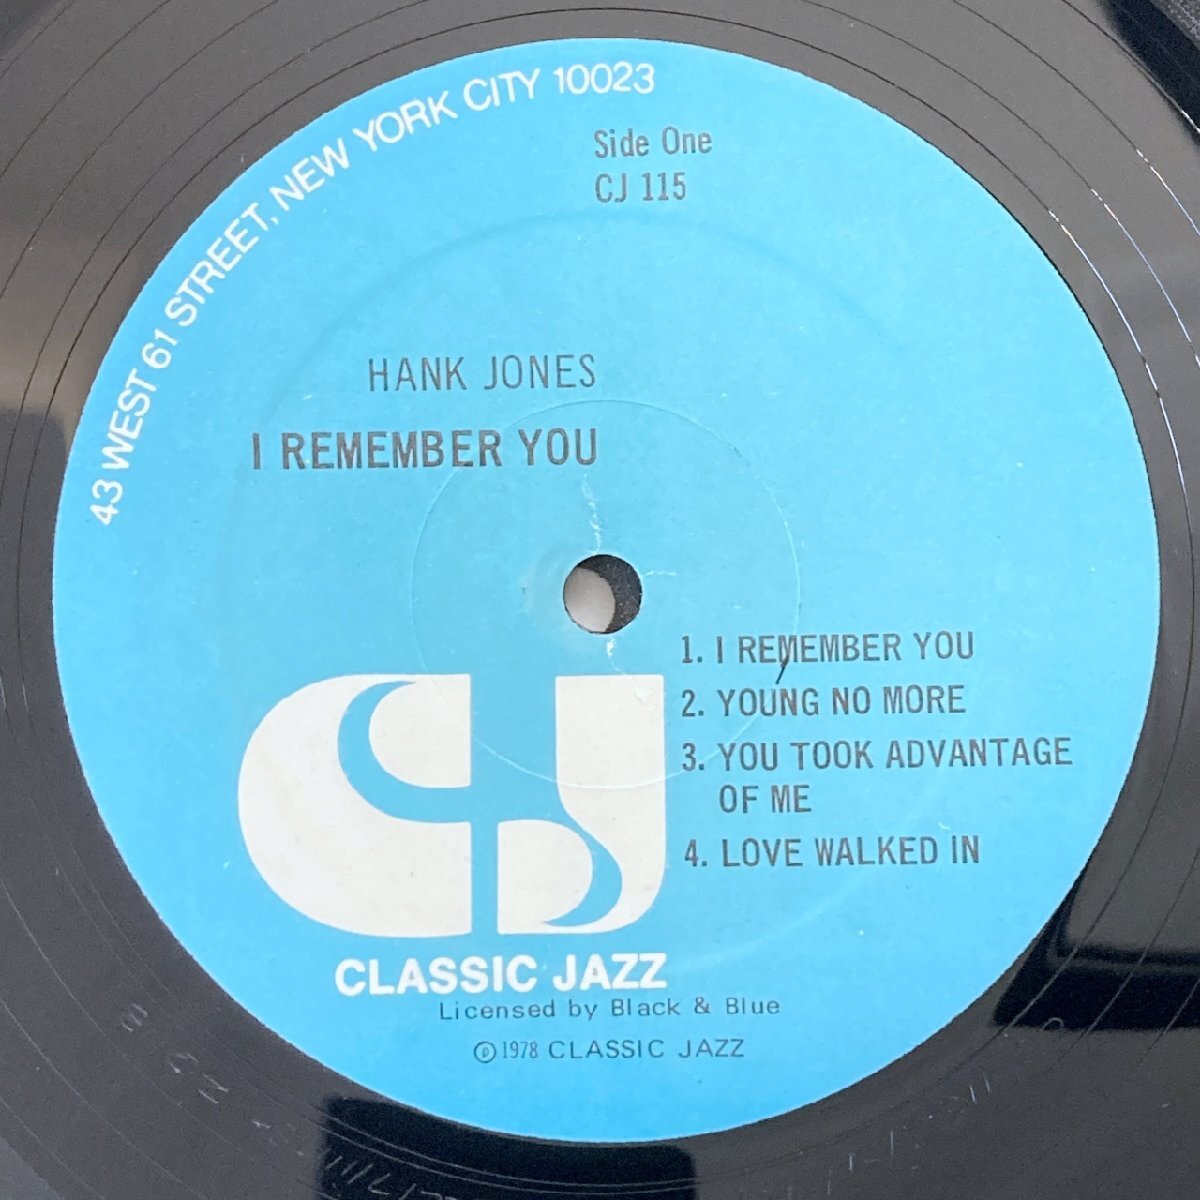 43 WEST 61 STREET, NEW YORK CITY 10023
Side One
CJ 115
HANK JONES
I REMEMBER YOU
1. I REMEMBER YOU
2. YOUNG NO MORE
3. YOU TOOK ADVANTAGE
OF ME
4. LOVE WALKED IN
CJ
CLASSIC JAZZ
Licensed by Black & Blue
℗ 1978 CLASSIC JAZZ